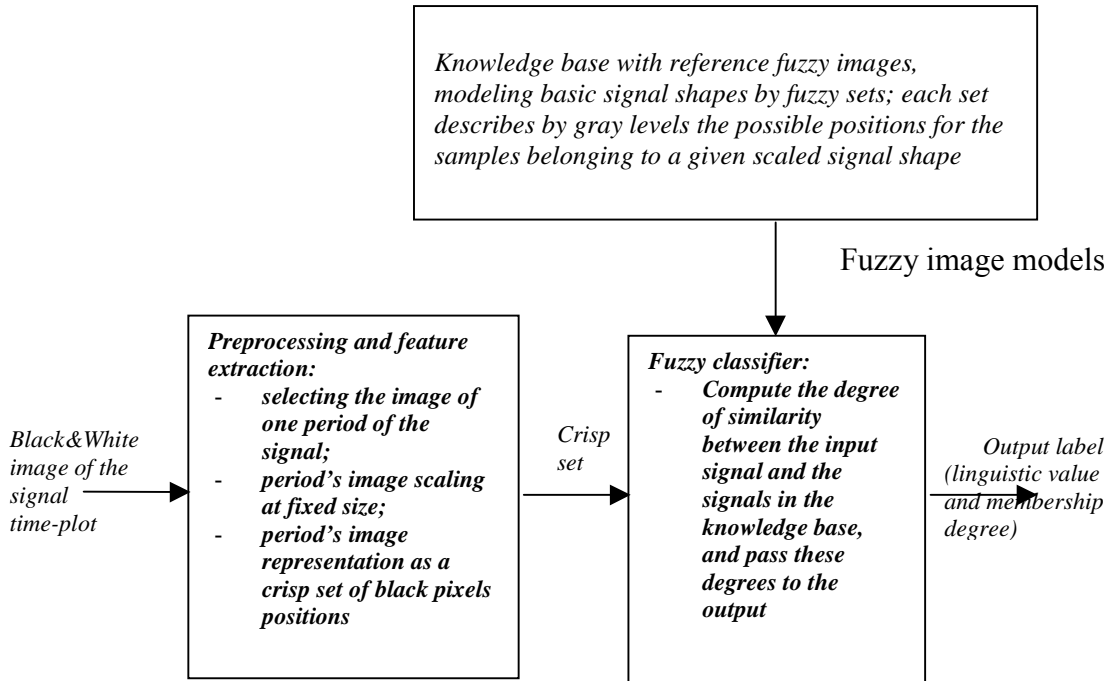 Knowledge base with reference fuzzy images,
modeling basic signal shapes by fuzzy sets; each set
describes by gray levels the possible positions for the
samples belonging to a given scaled signal shape
Fuzzy image models
Black&White
image of the
signal
time-plot
Preprocessing and feature
extraction:
- selecting the image of
one period of the
signal;
- period's image scaling
at fixed size;
- period's image
representation as a
crisp set of black pixels
positions
Crisp
set
Fuzzy classifier:
- Compute the degree
of similarity
between the input
signal and the
signals in the
knowledge base,
and pass these
degrees to the
output
Output label
(linguistic value
and membership
degree)